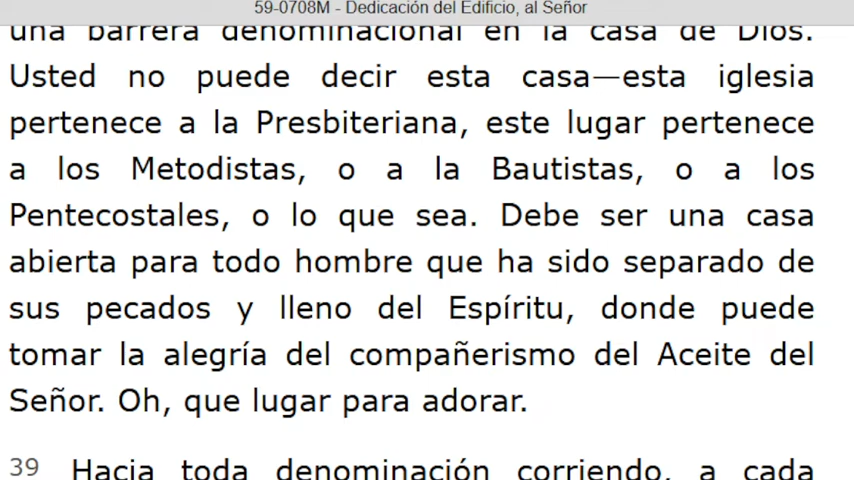 59-0708M - Dedicación del Edificio, al Señor
una barrera denominacional en la casa de Dios.
Usted no puede decir esta casa—esta iglesia
pertenece a la Presbiteriana, este lugar pertenece
a los Metodistas, o a la Bautistas, o a los
Pentecostales, o lo que sea. Debe ser una casa
abierta para todo hombre que ha sido separado de
sus pecados y lleno del Espíritu, donde puede
tomar la alegría del compañerismo del Aceite del
Señor. Oh, que lugar para adorar.
39 Hacia toda denominación corriendo, a cada